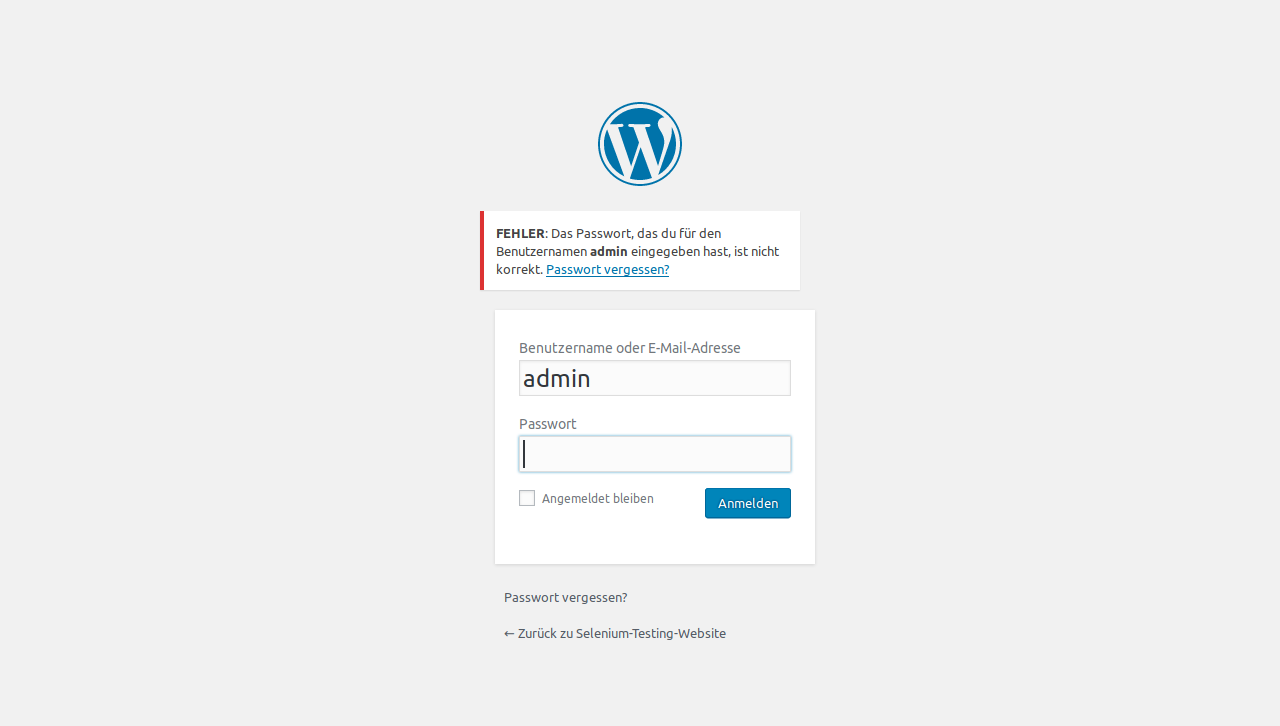 FEHLER: Das Passwort, das du für den
Benutzernamen admin eingegeben hast, ist nicht
korrekt. Passwort vergessen?
Benutzername oder E-Mail-Adresse
admin
Passwort
Angemeldet bleiben
Anmelden
Passwort vergessen?
← Zurück zu Selenium-Testing-Website